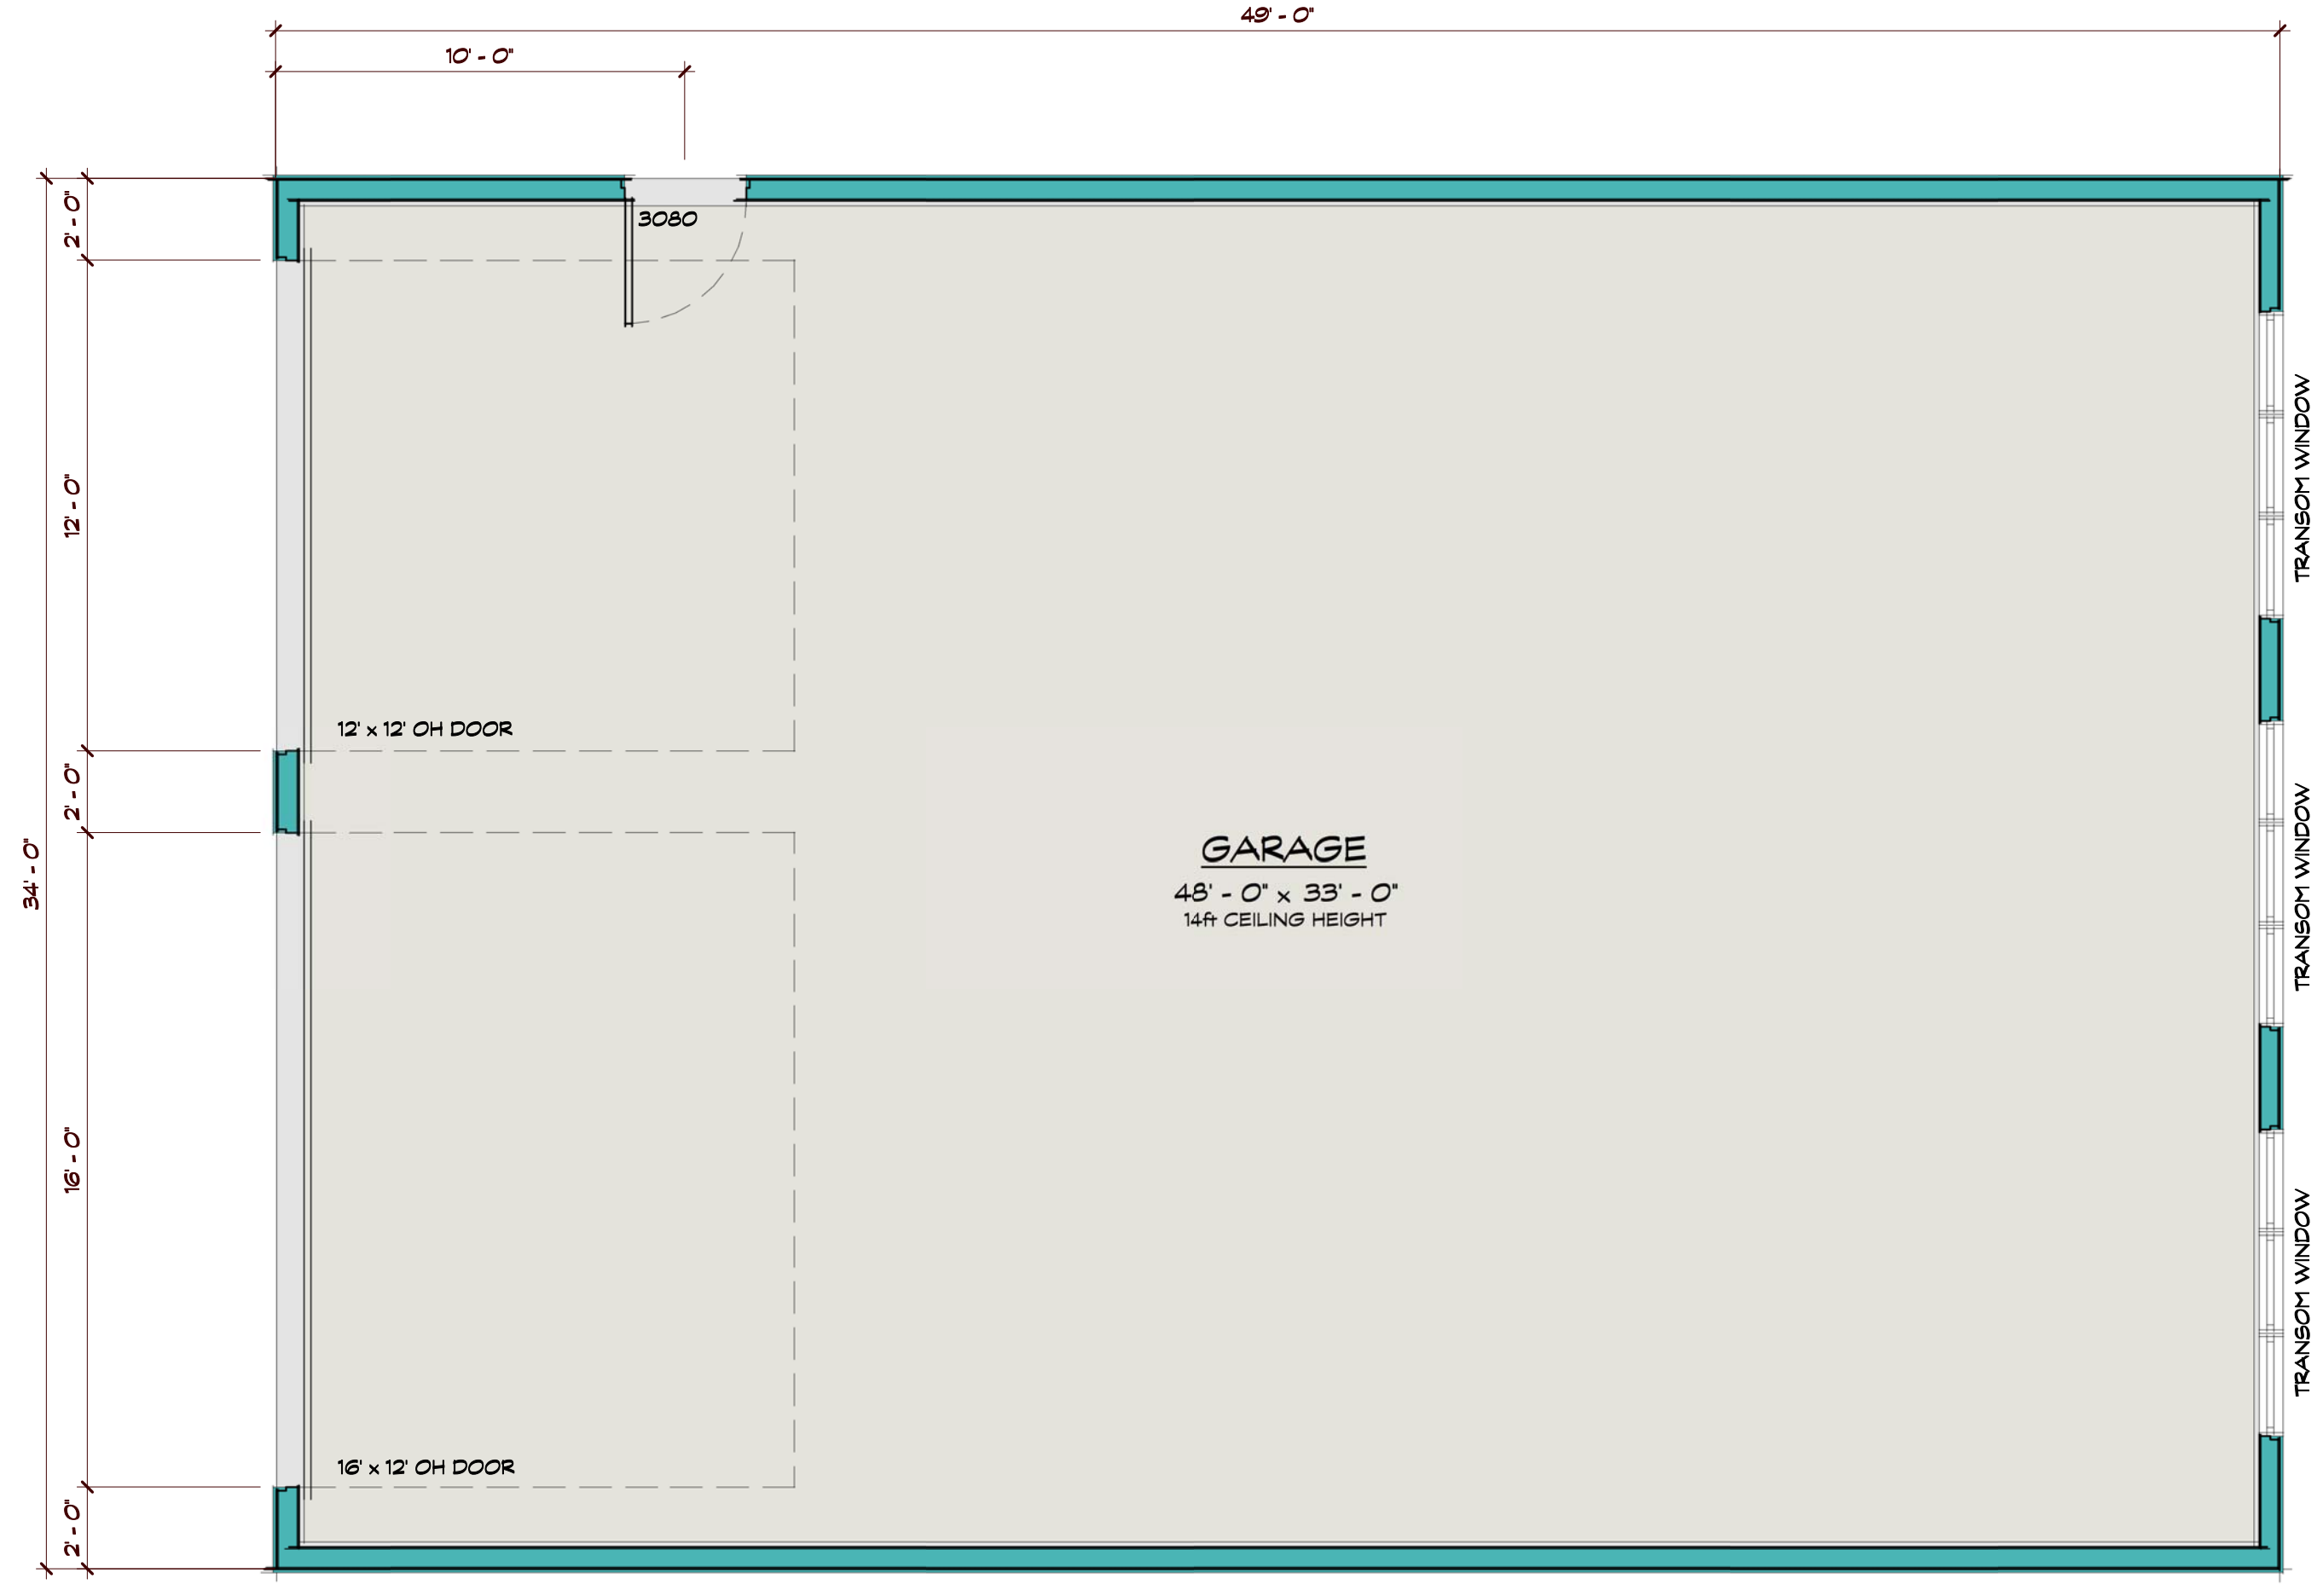 49' - 0"
10' - 0"
2' - 0"
3080
12' - 0"
TRANSOM WINDOW
12' x 12' OH DOOR
2' - 0"
34' - 0"
GARAGE
48' - 0" x 33' - 0"
14ft CEILING HEIGHT
TRANSOM WINDOW
16' - 0"
TRANSOM WINDOW
16' x 12' OH DOOR
2' - 0"